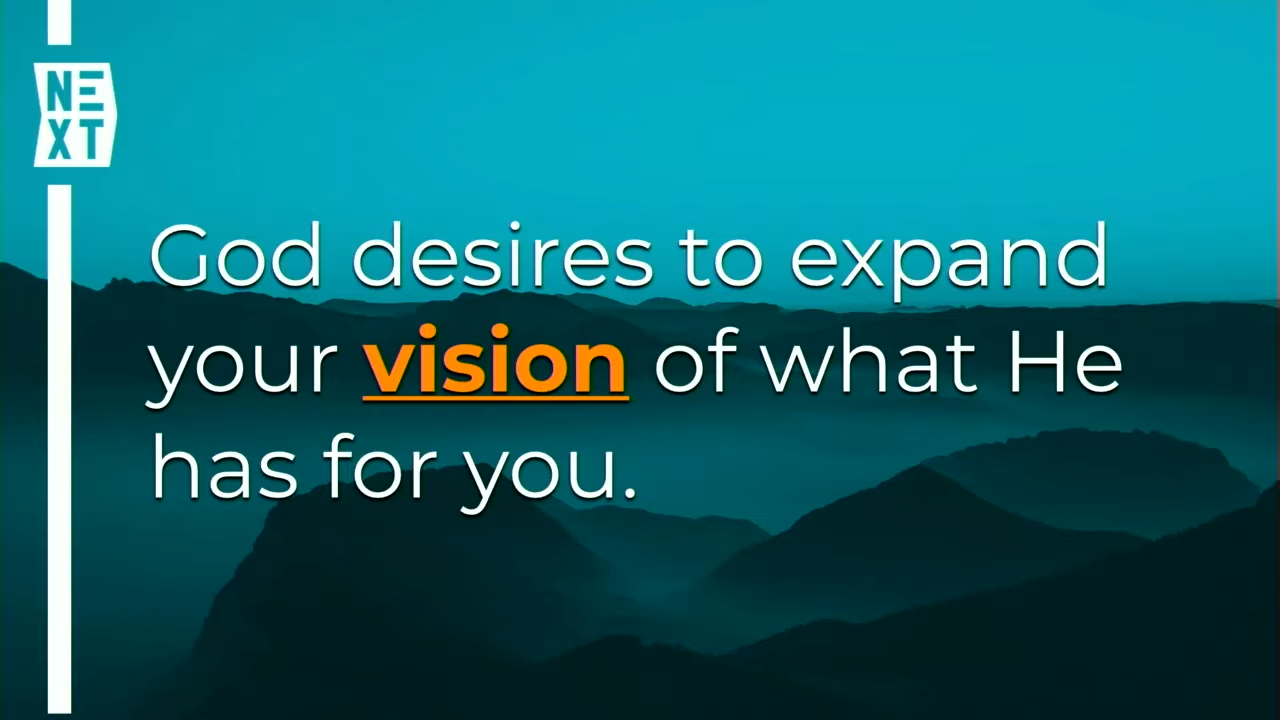 NE
XT
God desires to expand
your vision of what He
has for you.